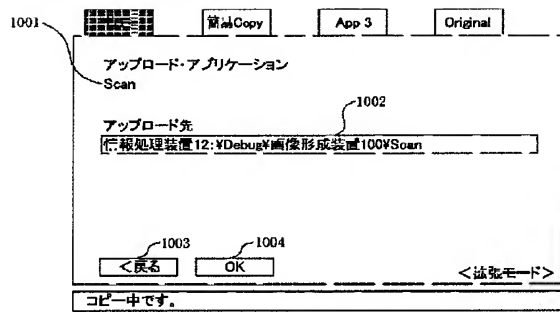 簡易Copy
App 3
Original
1001
アップロード・アプリケーション
Scan
1002
アップロード先
情報処理装置12:¥Debug¥画像形成装置100¥Scan
1003
1004
<戻る
OK
<拡張モード>
コピー中です。